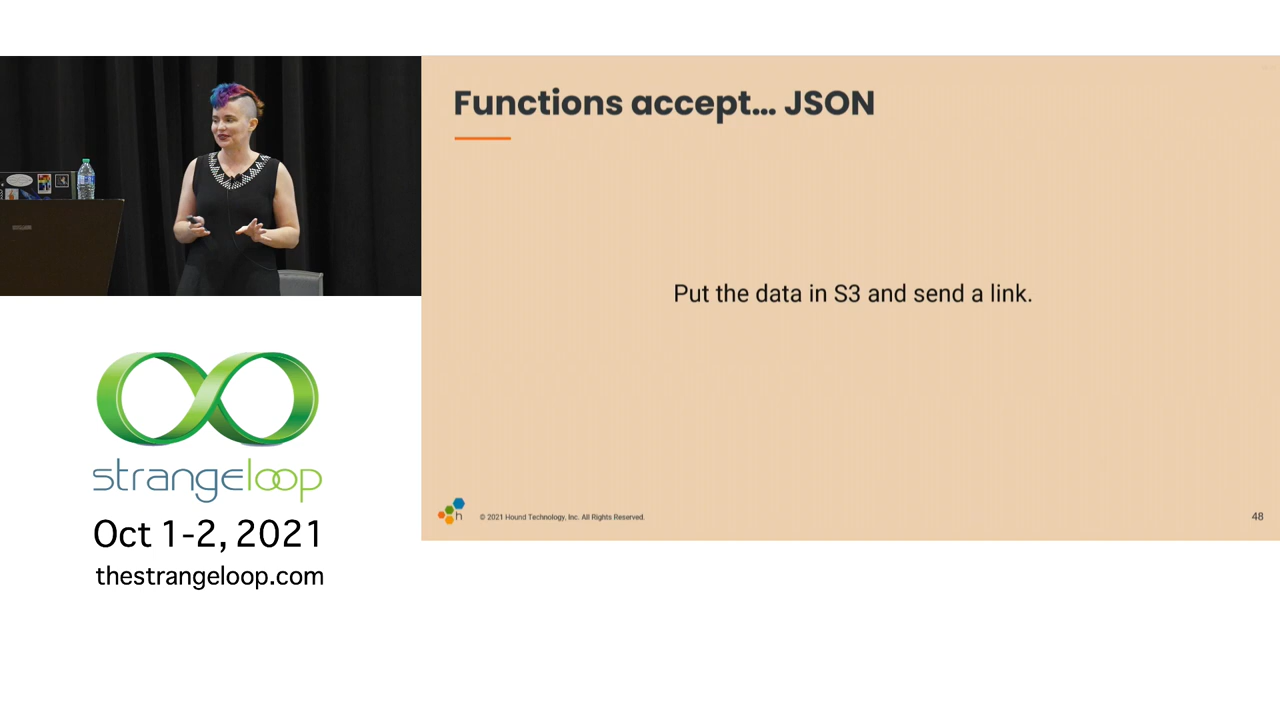 Functions accept... JSON
Put the data in S3 and send a link.
h
© 2021 Hound Technology, Inc. All Rights Reserved.
48
strangeloop
Oct 1-2, 2021
thestrangeloop.com